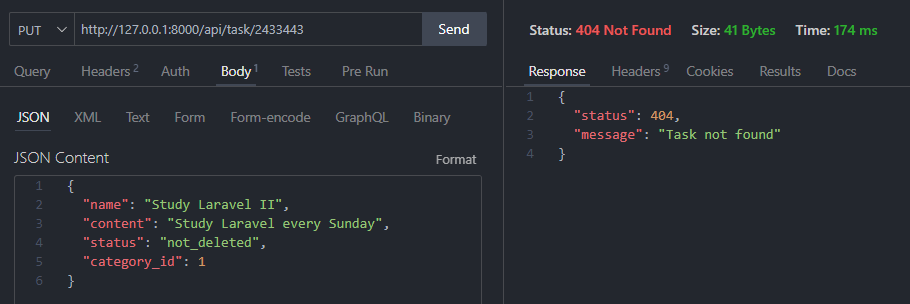 PUT http://127.0.0.1:8000/api/task/2433443 Send
Query Headers 2 Auth Body 1 Tests Pre Run
JSON XML Text Form Form-encode GraphQL Binary
JSON Content Format
1 {
2 "name": "Study Laravel II",
3 "content": "Study Laravel every Sunday",
4 "status": "not_deleted",
5 "category_id": 1
6 }
Status: 404 Not Found Size: 41 Bytes Time: 174 ms
Response Headers 9 Cookies Results Docs
1 {
2 "status": 404,
3 "message": "Task not found"
4 }